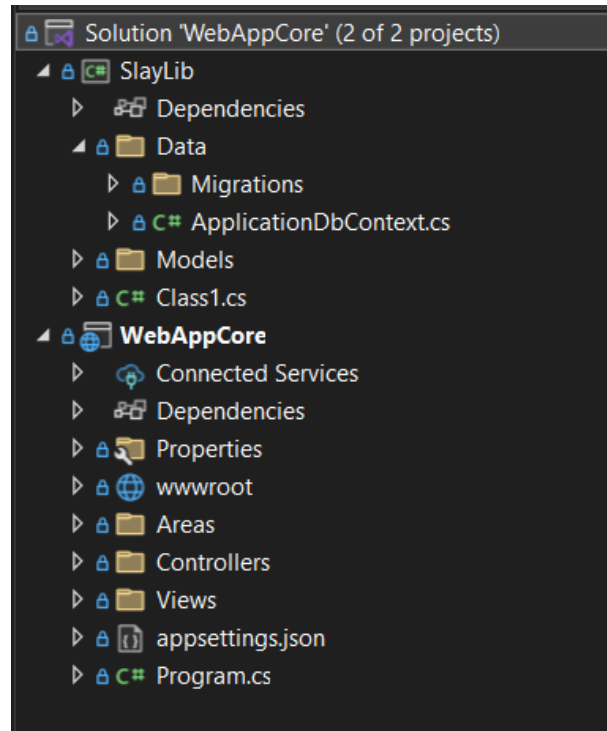 Solution 'WebAppCore' (2 of 2 projects)
C# SlayLib
Dependencies
Data
Migrations
C# ApplicationDbContext.cs
Models
C# Class1.cs
WebAppCore
Connected Services
Dependencies
Properties
wwwroot
Areas
Controllers
Views
appsettings.json
C# Program.cs